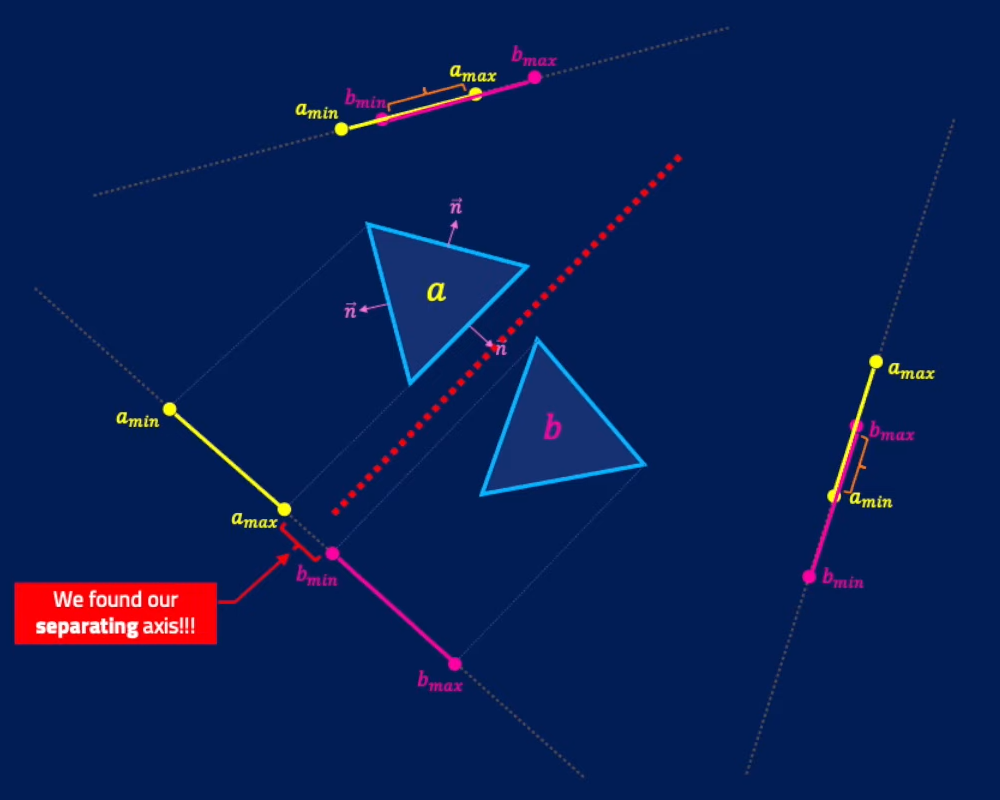 b_max
a_max
b_min
a_min
n⃗
a
n⃗
n⃗
a_max
a_min
b
b_max
a_min
a_max
b_min
b_min
We found our
separating axis!!!
b_max